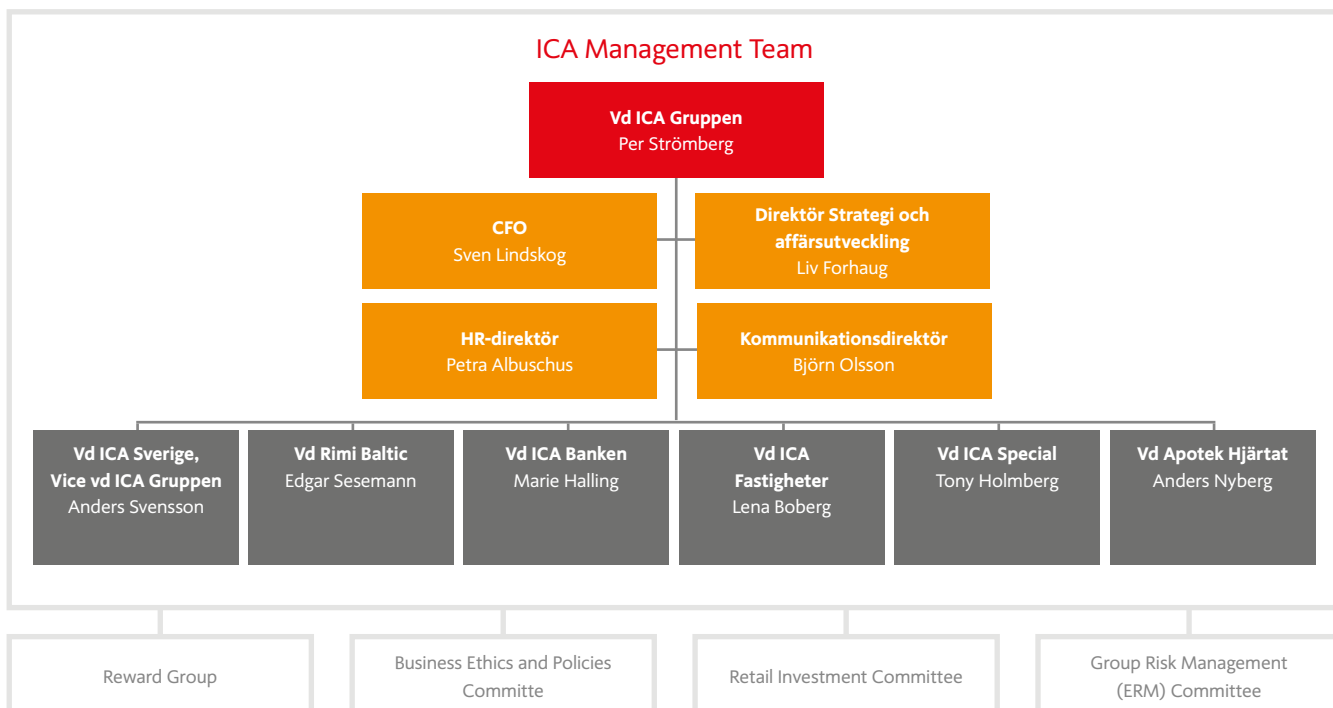 ICA Management Team
Vd ICA Gruppen
Per Strömberg
CFO
Sven Lindskog
Direktör Strategi och
affärsutveckling
Liv Forhaug
HR-direktör
Petra Albuschus
Kommunikationsdirektör
Björn Olsson
Vd ICA Sverige,
Vice vd ICA Gruppen
Anders Svensson
Vd Rimi Baltic
Edgar Sesemann
Vd ICA Banken
Marie Halling
Vd ICA
Fastigheter
Lena Boberg
Vd ICA Special
Tony Holmberg
Vd Apotek Hjärtat
Anders Nyberg
Reward Group
Business Ethics and Policies
Committe
Retail Investment Committee
Group Risk Management
(ERM) Committee